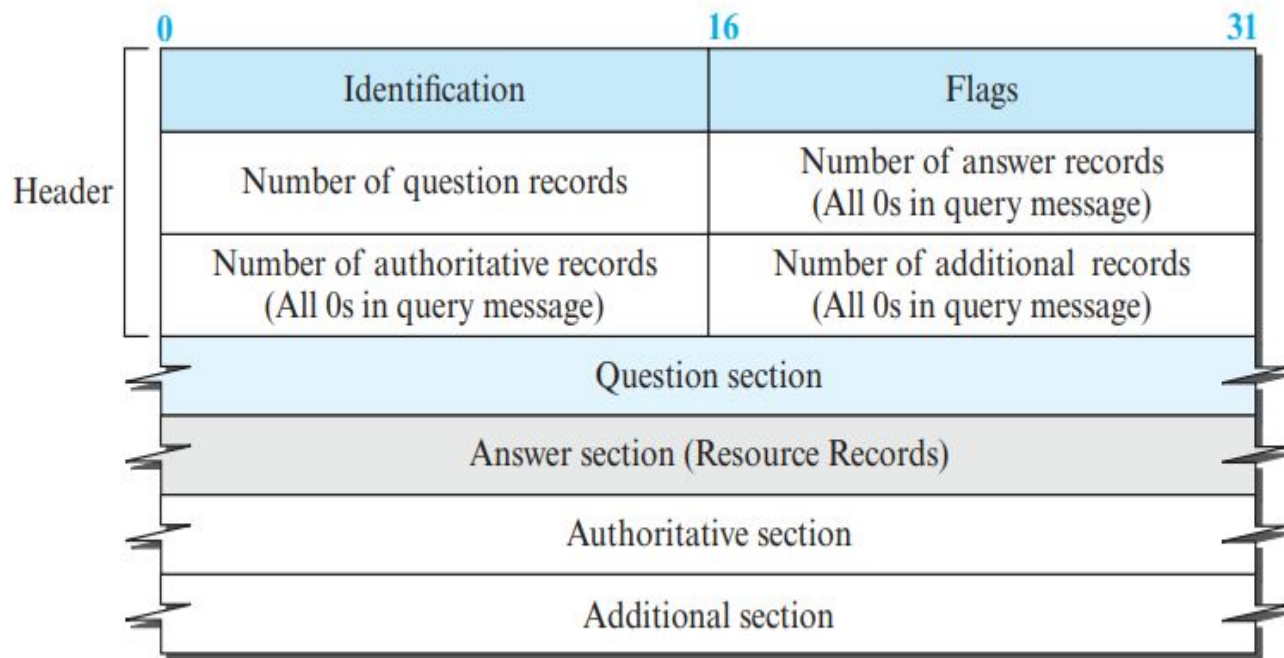 0 16 31
Identification
Flags
Header
Number of question records
Number of answer records
(All 0s in query message)
Number of authoritative records
(All 0s in query message)
Number of additional records
(All 0s in query message)
Question section
Answer section (Resource Records)
Authoritative section
Additional section